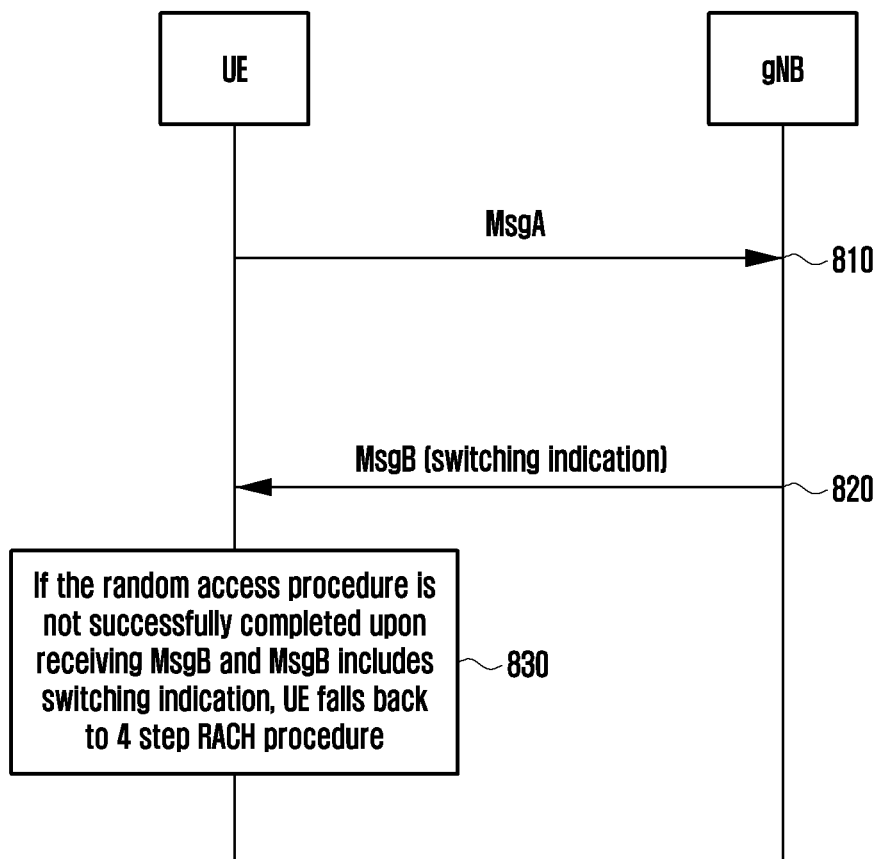 UE
gNB
MsgA
810
MsgB (switching indication)
820
If the random access procedure is
not successfully completed upon
receiving MsgB and MsgB includes
switching indication, UE falls back
to 4 step RACH procedure
830